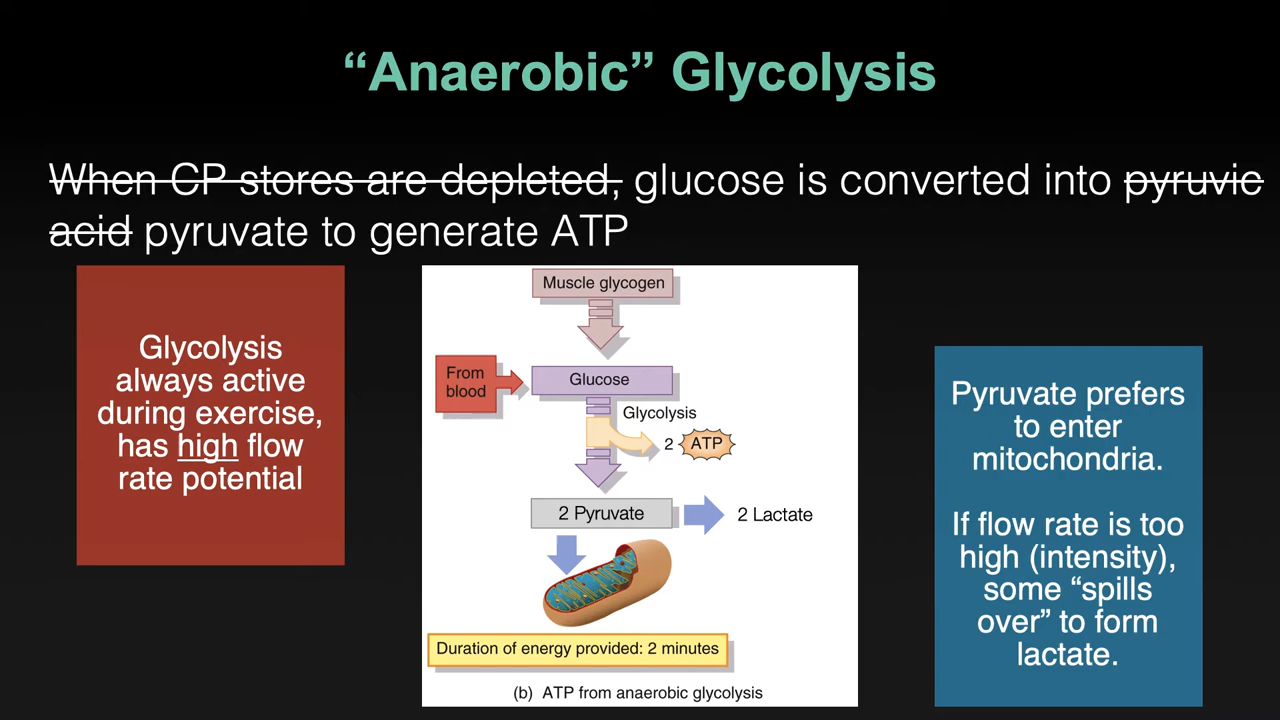 “Anaerobic” Glycolysis
When CP stores are depleted, glucose is converted into pyruvic
acid pyruvate to generate ATP
Glycolysis
always active
during exercise,
has high flow
rate potential
Muscle glycogen
From
blood
Glucose
Glycolysis
2 ATP
2 Pyruvate
2 Lactate
Duration of energy provided: 2 minutes
(b) ATP from anaerobic glycolysis
Pyruvate prefers
to enter
mitochondria.
If flow rate is too
high (intensity),
some “spills
over” to form
lactate.